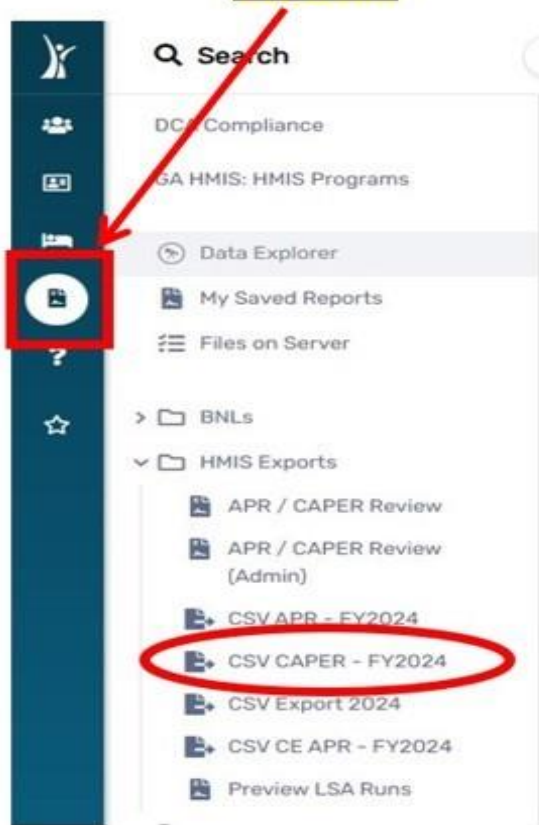 Search
DCA Compliance
GA HMIS: HMIS Programs
Data Explorer
My Saved Reports
Files on Server
BNLs
HMIS Exports
APR / CAPER Review
APR / CAPER Review
(Admin)
CSV APR - FY2024
CSV CAPER - FY2024
CSV Export 2024
CSV CE APR - FY2024
Preview LSA Runs